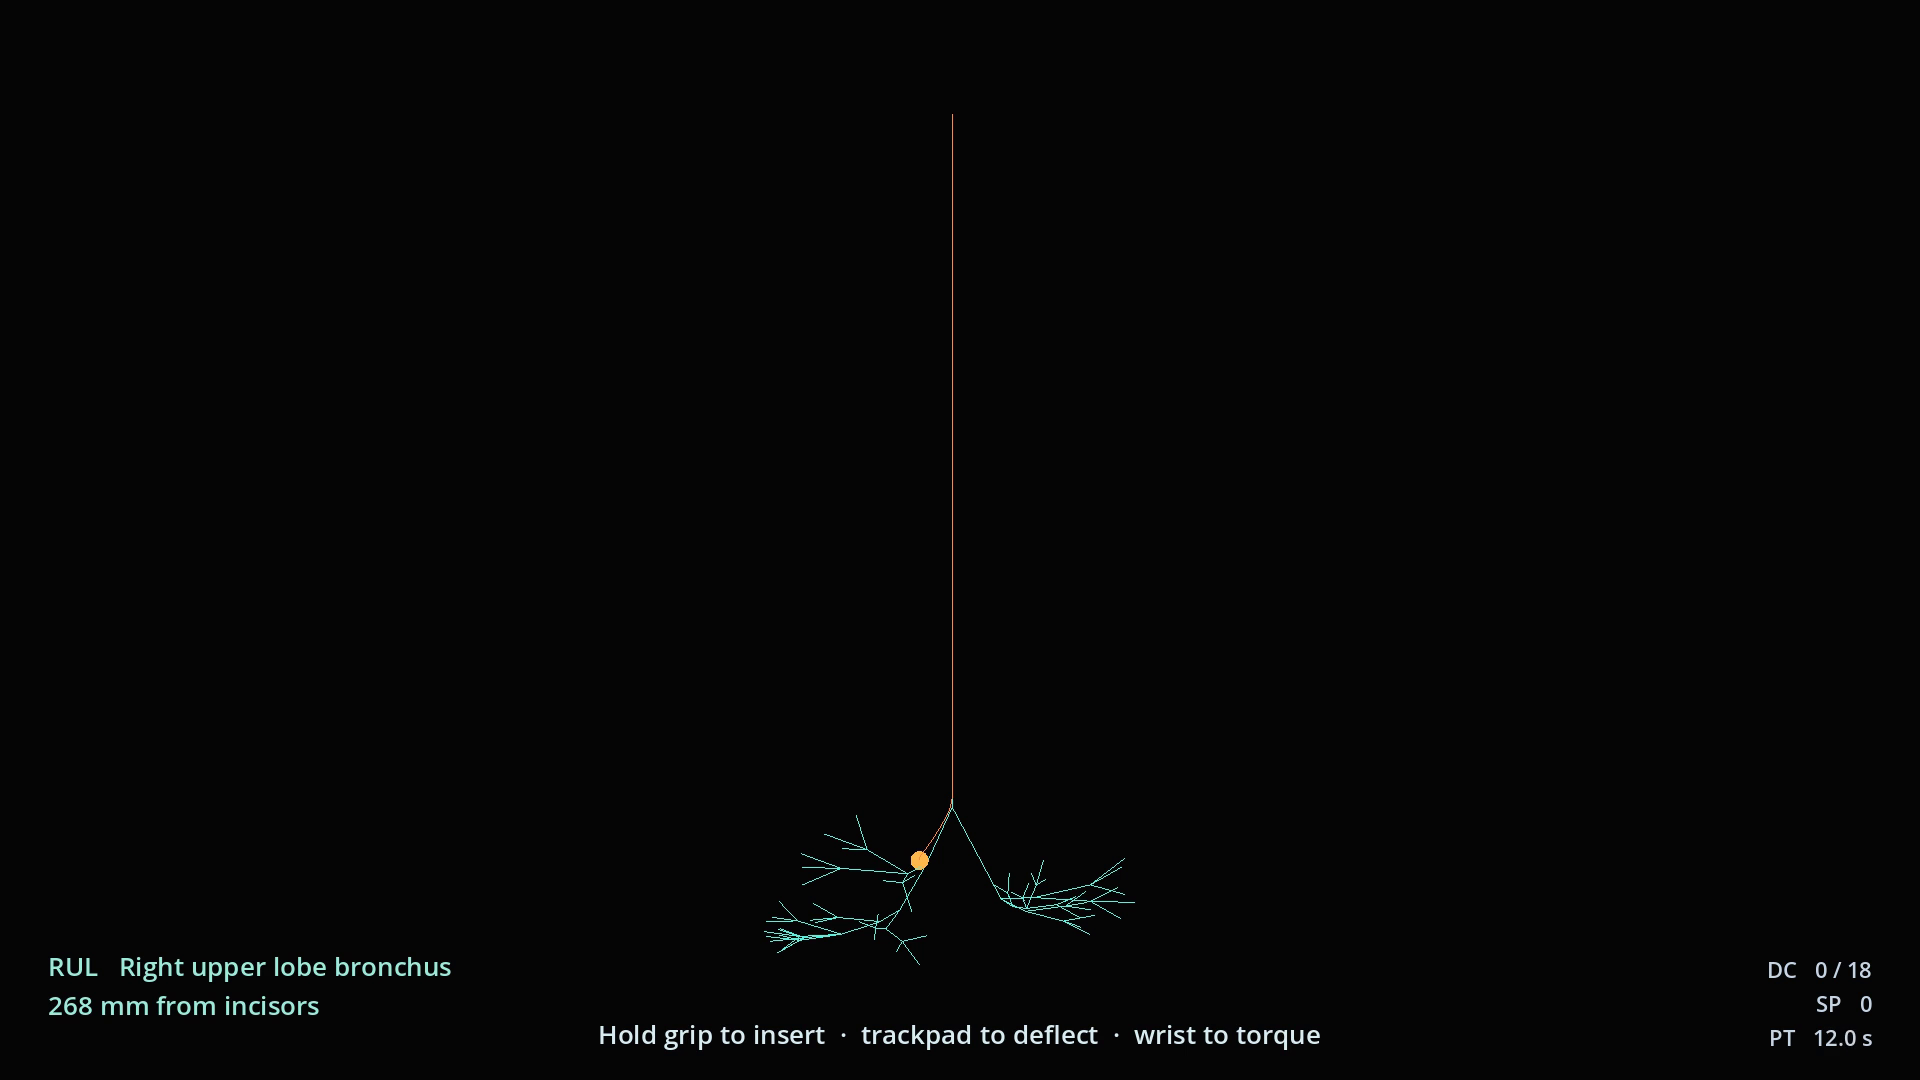 RUL Right upper lobe bronchus
268 mm from incisors
Hold grip to insert · trackpad to deflect · wrist to torque
DC 0 / 18
SP 0
PT 12.0 s